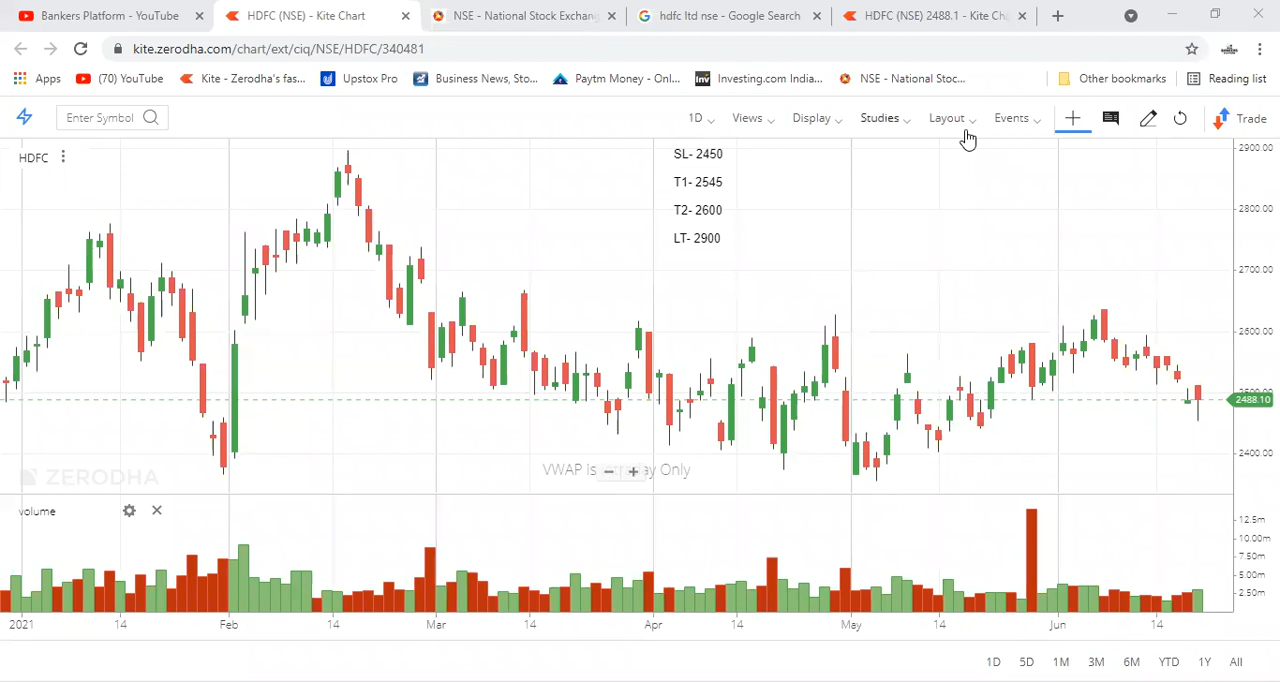 Bankers Platform - YouTube
HDFC (NSE) - Kite Chart
NSE - National Stock Exchang
hdfc ltd nse - Google Search
HDFC (NSE) 2488.1 - Kite Cha
kite.zerodha.com/chart/ext/ciq/NSE/HDFC/340481
Apps
(70) YouTube
Kite - Zerodha's fas...
Upstox Pro
Business News, Sto...
Paytm Money - Onl...
Inv
Investing.com India...
NSE - National Stoc...
Other bookmarks
Reading list
Enter Symbol
1D
Views
Display
Studies
Layout
Events
Trade
HDFC
SL- 2450
T1- 2545
T2- 2600
LT- 2900
2900.00
2800.00
2700.00
2600.00
2488.10
2400.00
ZERODHA
VWAP is ay Only
volume
12.5m
10.00m
7.50m
5.00m
2.50m
2021
14
Feb
Mar
14
Apr
14
May
14
Jun
14
1D 5D 1M 3M 6M YTD 1Y All